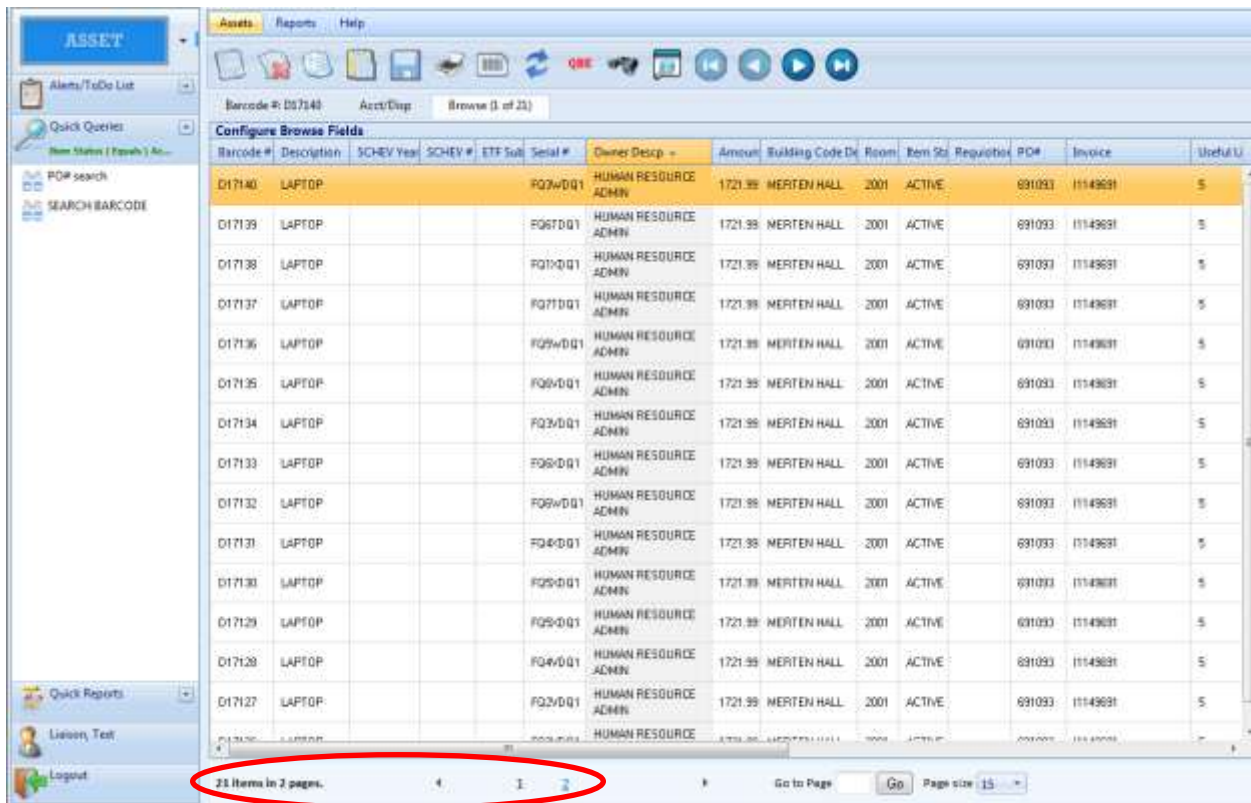 ASSET
Assets Reports Help
Alerts/ToDo List
QBE
Barcode #: D17140 Acct/Disp Browse (1 of 21)
Quick Queries
Configure Browse Fields
Barcode # Description SCHEV Year SCHEV # ETF Sub Serial # Owner Descp Amount Building Code De Room Item Sta Requisition PO# Invoice Useful Li
PO# search
SEARCH BARCODE
D17140 LAPTOP HUMAN RESOURCE ADMIN 1721.99 MERTEN HALL 2001 ACTIVE 691093 I1149691 5
D17139 LAPTOP HUMAN RESOURCE ADMIN 1721.99 MERTEN HALL 2001 ACTIVE 691093 I1149691 5
D17138 LAPTOP HUMAN RESOURCE ADMIN 1721.99 MERTEN HALL 2001 ACTIVE 691093 I1149691 5
D17137 LAPTOP HUMAN RESOURCE ADMIN 1721.99 MERTEN HALL 2001 ACTIVE 691093 I1149691 5
D17136 LAPTOP HUMAN RESOURCE ADMIN 1721.99 MERTEN HALL 2001 ACTIVE 691093 I1149691 5
D17135 LAPTOP HUMAN RESOURCE ADMIN 1721.99 MERTEN HALL 2001 ACTIVE 691093 I1149691 5
D17134 LAPTOP HUMAN RESOURCE ADMIN 1721.99 MERTEN HALL 2001 ACTIVE 691093 I1149691 5
D17133 LAPTOP HUMAN RESOURCE ADMIN 1721.99 MERTEN HALL 2001 ACTIVE 691093 I1149691 5
D17132 LAPTOP HUMAN RESOURCE ADMIN 1721.99 MERTEN HALL 2001 ACTIVE 691093 I1149691 5
D17131 LAPTOP HUMAN RESOURCE ADMIN 1721.99 MERTEN HALL 2001 ACTIVE 691093 I1149691 5
D17130 LAPTOP HUMAN RESOURCE ADMIN 1721.99 MERTEN HALL 2001 ACTIVE 691093 I1149691 5
D17129 LAPTOP HUMAN RESOURCE ADMIN 1721.99 MERTEN HALL 2001 ACTIVE 691093 I1149691 5
D17128 LAPTOP HUMAN RESOURCE ADMIN 1721.99 MERTEN HALL 2001 ACTIVE 691093 I1149691 5
D17127 LAPTOP HUMAN RESOURCE ADMIN 1721.99 MERTEN HALL 2001 ACTIVE 691093 I1149691 5
HUMAN RESOURCE
Quick Reports
Liaison, Test
Logout
21 items in 2 pages. 1 2 Go to Page Go Page size 15